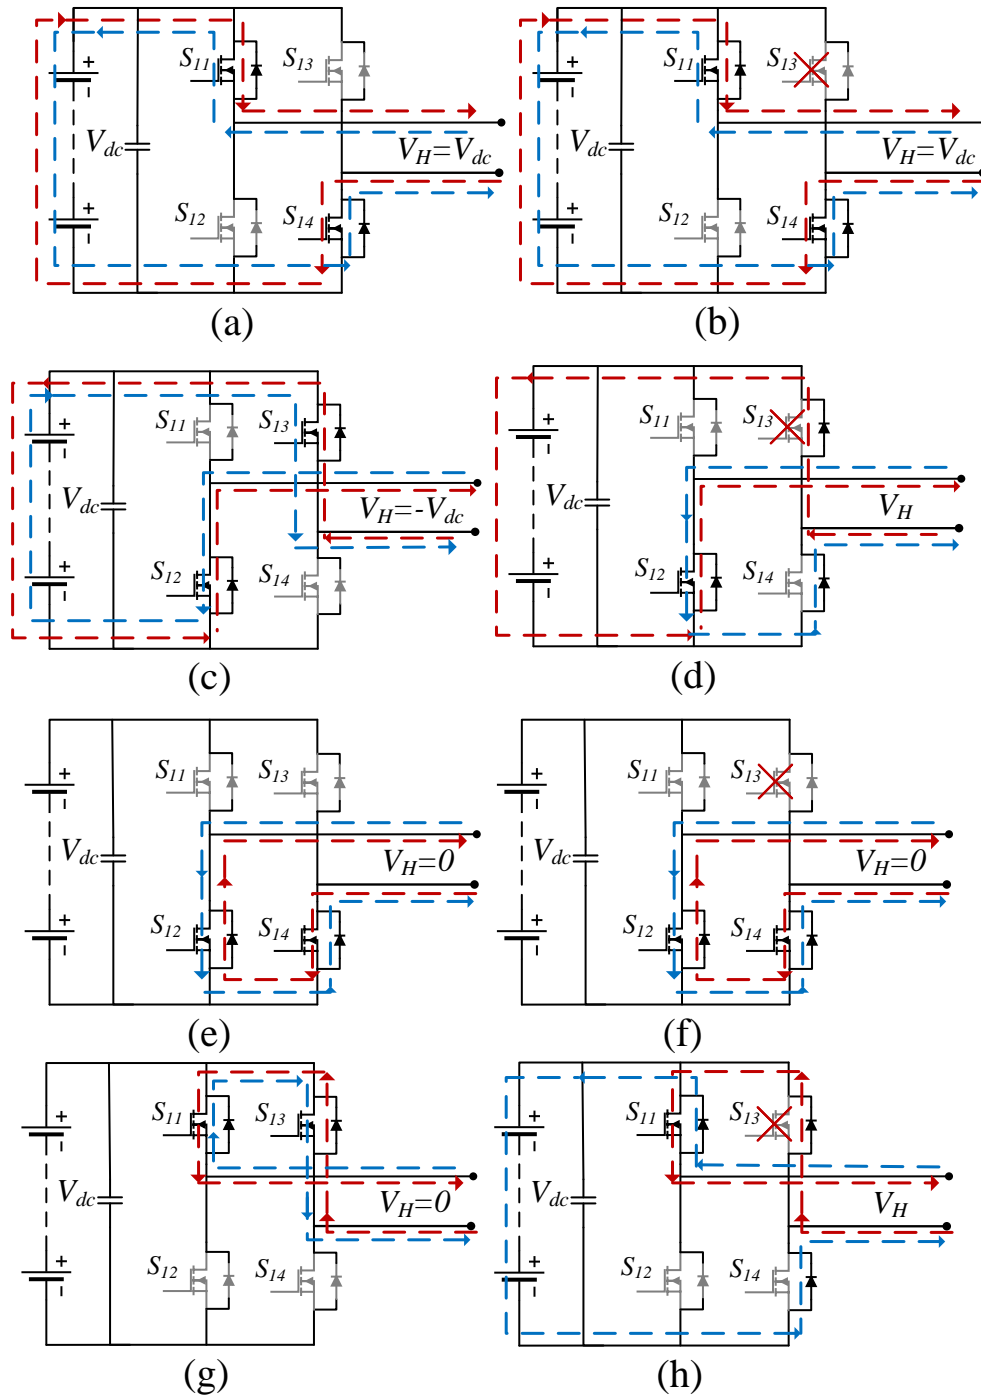 S11 S13
+ −
Vdc
VH=Vdc
+ −
S12 S14
(a)
S11 S13
+ −
Vdc
VH=Vdc
+ −
S12 S14
(b)
S11 S13
+ −
Vdc
VH=-Vdc
+ −
S12 S14
(c)
S11 S13
+ −
Vdc
VH
+ −
S12 S14
(d)
S11 S13
+ −
Vdc
VH=0
+ −
S12 S14
(e)
S11 S13
+ −
Vdc
VH=0
+ −
S12 S14
(f)
S11 S13
+ −
Vdc
VH=0
+ −
S12 S14
(g)
S11 S13
+ −
Vdc
VH
+ −
S12 S14
(h)